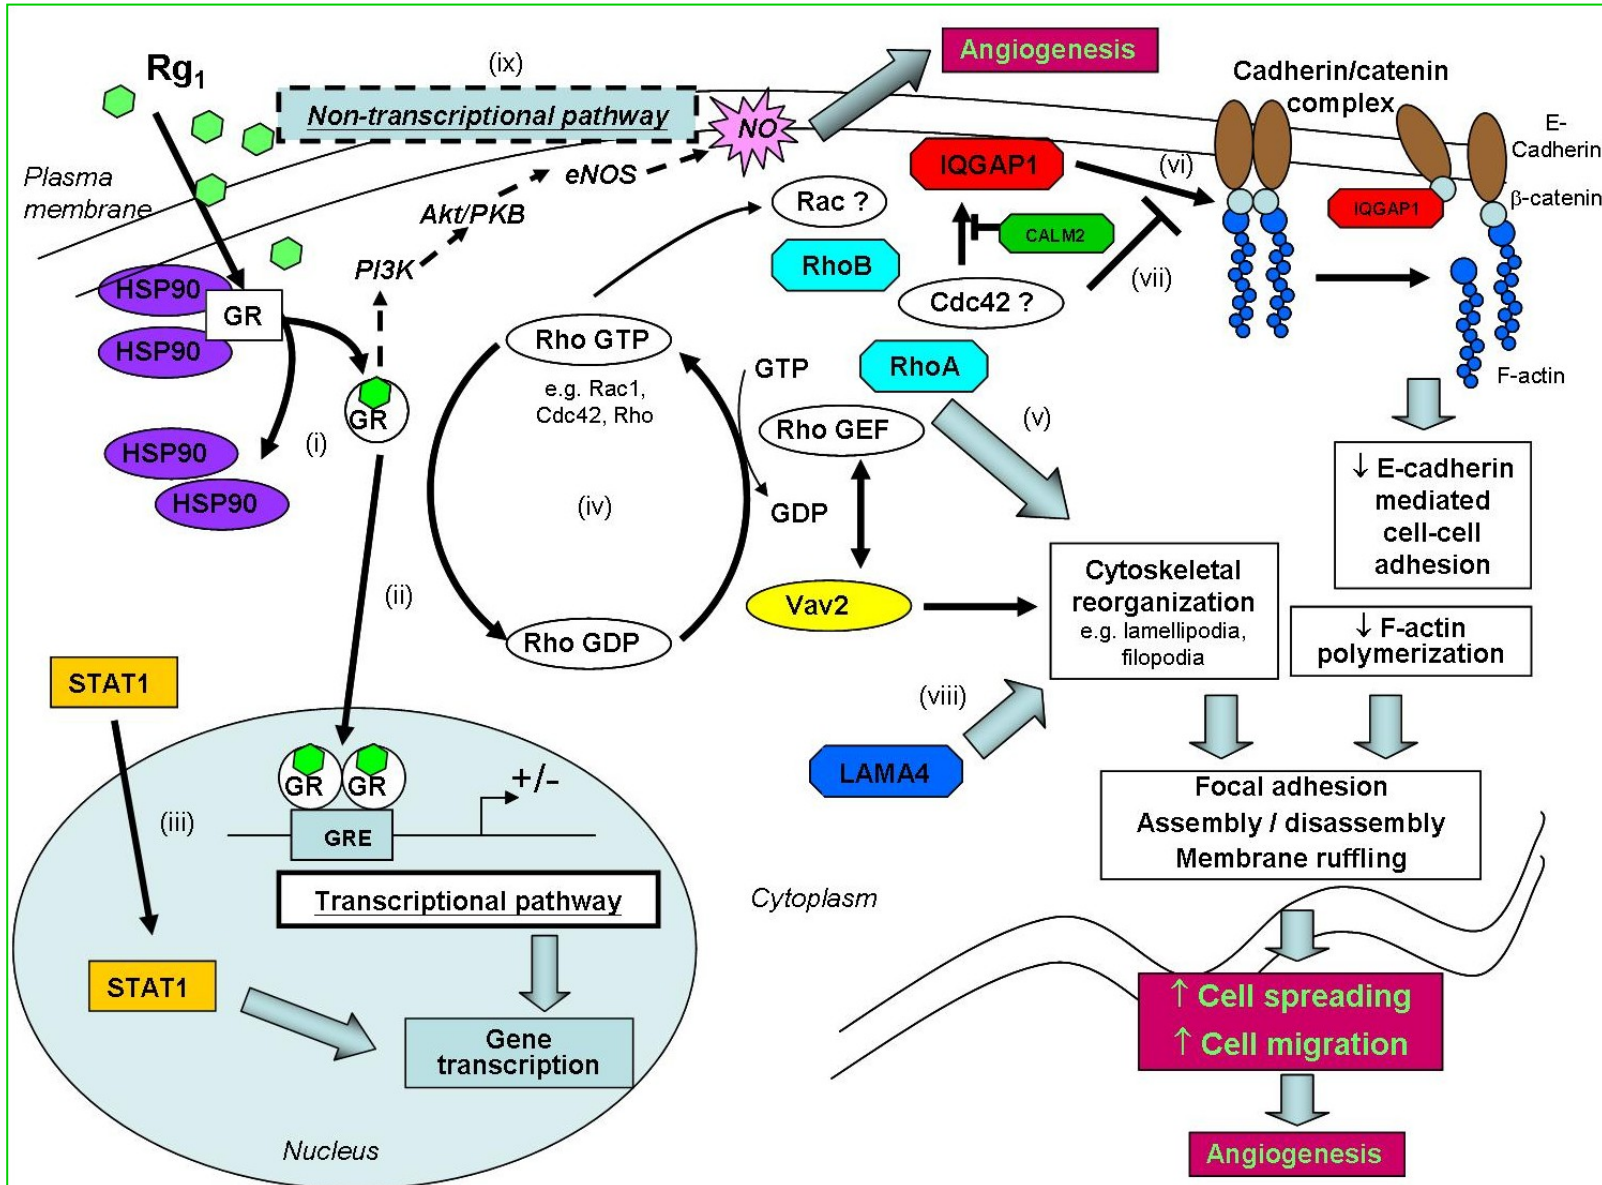 Angiogenesis
(ix)
Rg1
Non-transcriptional pathway
NO
Cadherin/catenin
complex
E-
Cadherin
β-catenin
Plasma
membrane
eNOS
Akt/PKB
PI3K
IQGAP1
(vi)
IQGAP1
Rac ?
CALM2
RhoB
(vii)
Cdc42 ?
HSP90
GR
HSP90
Rho GTP
e.g. Rac1,
Cdc42, Rho
GTP
RhoA
F-actin
GR
(i)
HSP90
HSP90
Rho GEF
(v)
(iv)
GDP
↓ E-cadherin
mediated
cell-cell
adhesion
(ii)
Vav2
Cytoskeletal
reorganization
e.g. lamellipodia,
filopodia
↓ F-actin
polymerization
Rho GDP
STAT1
(viii)
LAMA4
GR
GR
+/-
GRE
(iii)
Transcriptional pathway
Focal adhesion
Assembly / disassembly
Membrane ruffling
Cytoplasm
STAT1
Gene
transcription
↑ Cell spreading
↑ Cell migration
Nucleus
Angiogenesis